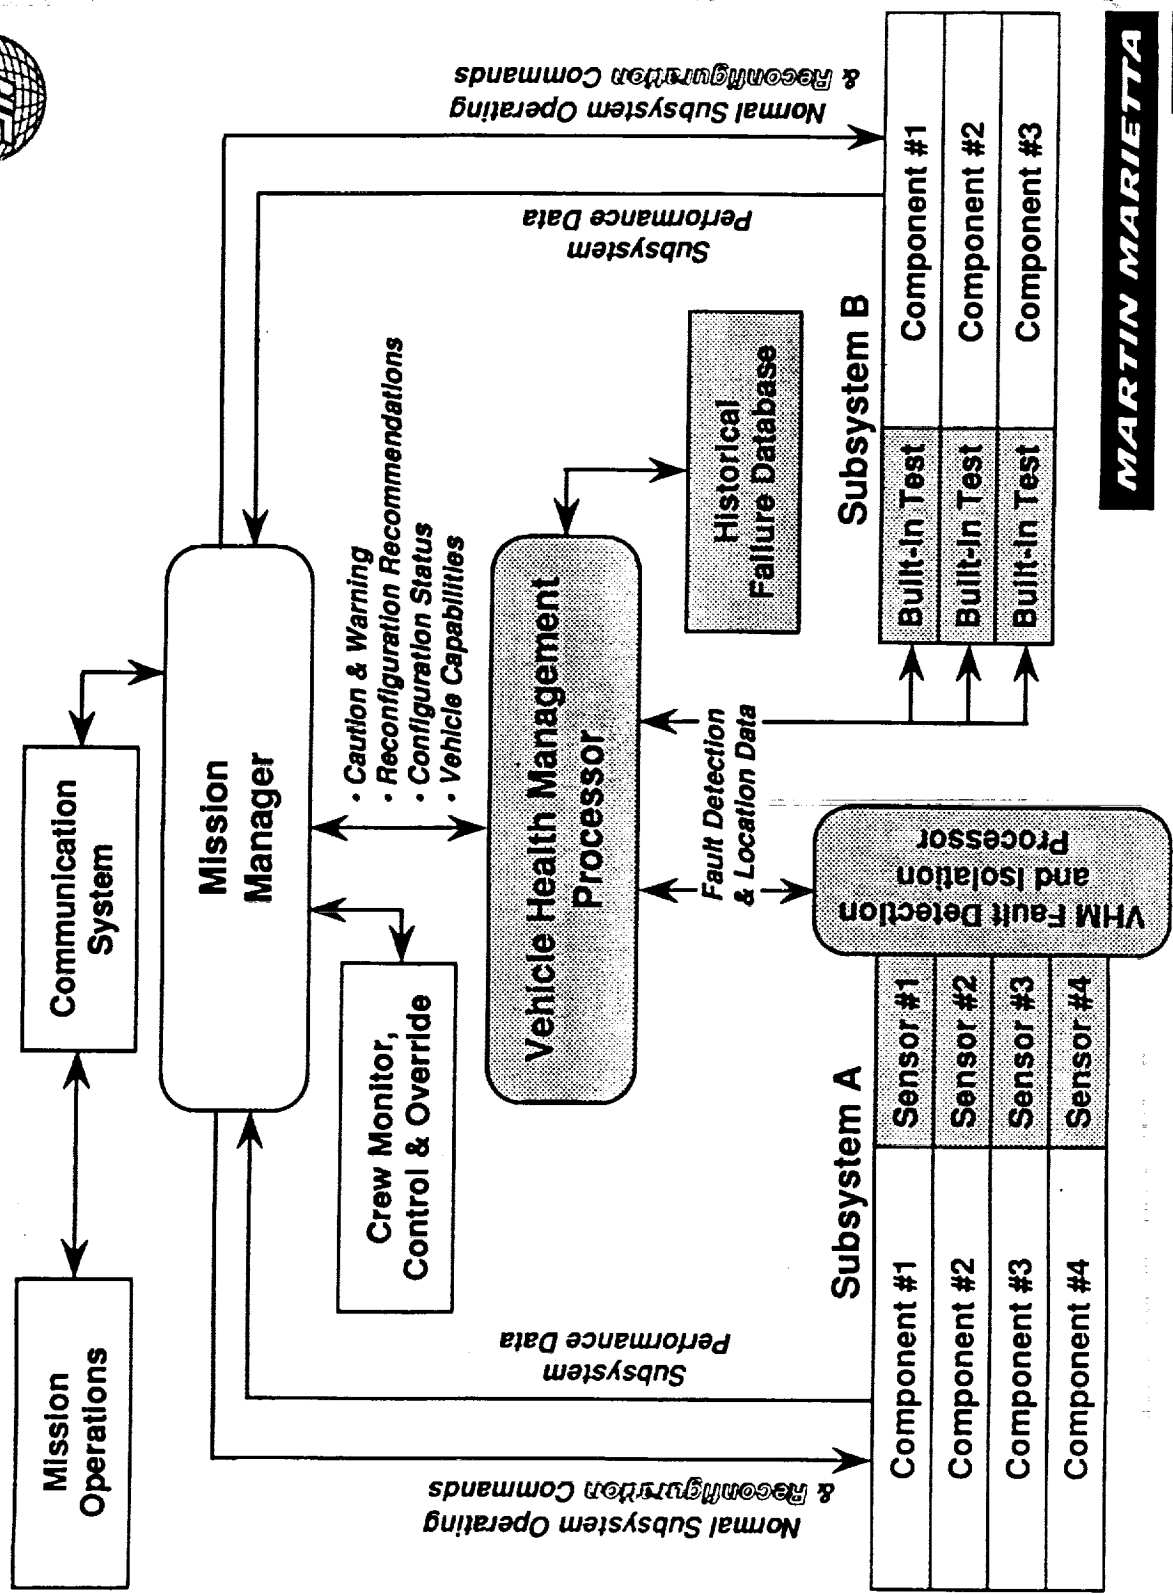 Mission
Operations
Communication
System
Mission
Manager
Crew Monitor,
Control & Override
• Caution & Warning
• Reconfiguration Recommendations
• Configuration Status
• Vehicle Capabilities
Normal Subsystem Operating
& Reconfiguration Commands
Subsystem
Performance Data
Subsystem
Performance Data
Normal Subsystem Operating
& Reconfiguration Commands
Vehicle Health Management
Processor
Historical
Failure Database
Fault Detection
& Location Data
Subsystem A
Component #1 Sensor #1
Component #2 Sensor #2
Component #3 Sensor #3
Component #4 Sensor #4
VHM Fault Detection
and Isolation
Processor
Subsystem B
Built-In Test Component #1
Built-In Test Component #2
Built-In Test Component #3
MARTIN MARIETTA